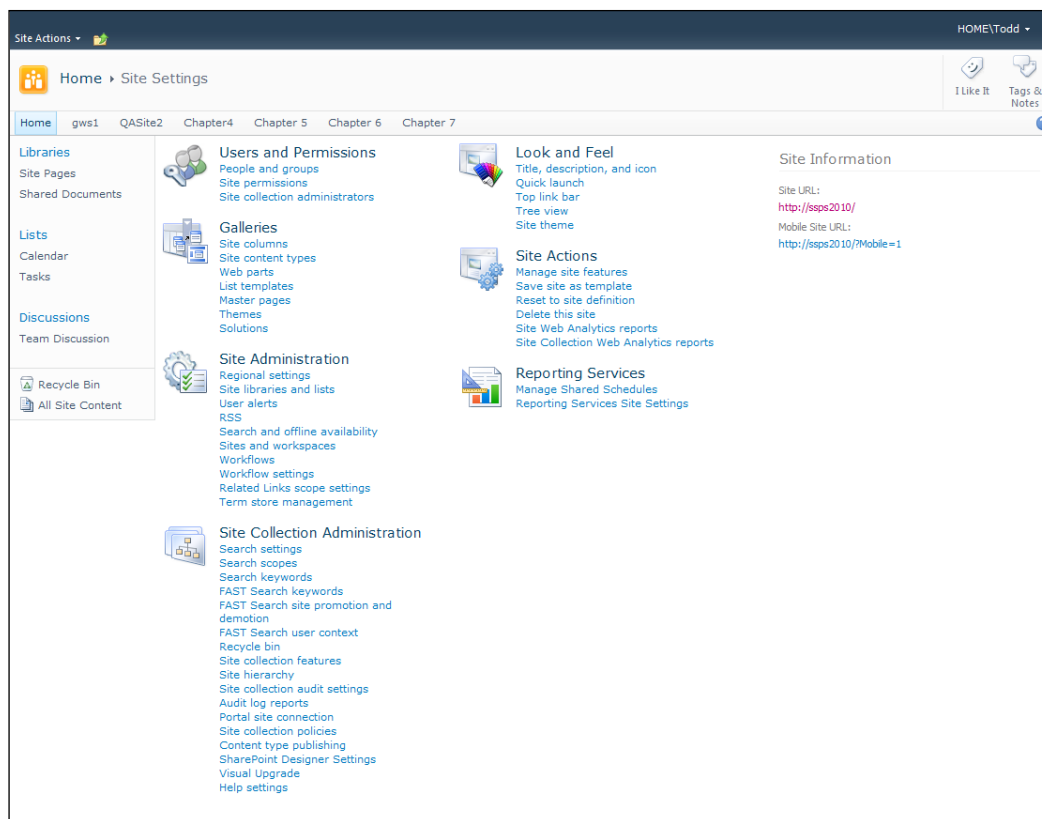 HOME\Todd
Site Actions
Home Site Settings
I Like It
Tags &
Notes
Home gws1 QASite2 Chapter4 Chapter 5 Chapter 6 Chapter 7
Libraries
Site Pages
Shared Documents
Lists
Calendar
Tasks
Discussions
Team Discussion
Recycle Bin
All Site Content
Users and Permissions
People and groups
Site permissions
Site collection administrators
Galleries
Site columns
Site content types
Web parts
List templates
Master pages
Themes
Solutions
Site Administration
Regional settings
Site libraries and lists
User alerts
RSS
Search and offline availability
Sites and workspaces
Workflows
Workflow settings
Related Links scope settings
Term store management
Site Collection Administration
Search settings
Search scopes
Search keywords
FAST Search keywords
FAST Search site promotion and
demotion
FAST Search user context
Recycle bin
Site collection features
Site hierarchy
Site collection audit settings
Audit log reports
Portal site connection
Site collection policies
Content type publishing
SharePoint Designer Settings
Visual Upgrade
Help settings
Look and Feel
Title, description, and icon
Quick launch
Top link bar
Tree view
Site theme
Site Actions
Manage site features
Save site as template
Reset to site definition
Delete this site
Site Web Analytics reports
Site Collection Web Analytics reports
Reporting Services
Manage Shared Schedules
Reporting Services Site Settings
Site Information
Site URL:
http://ssps2010/
Mobile Site URL:
http://ssps2010/?Mobile=1